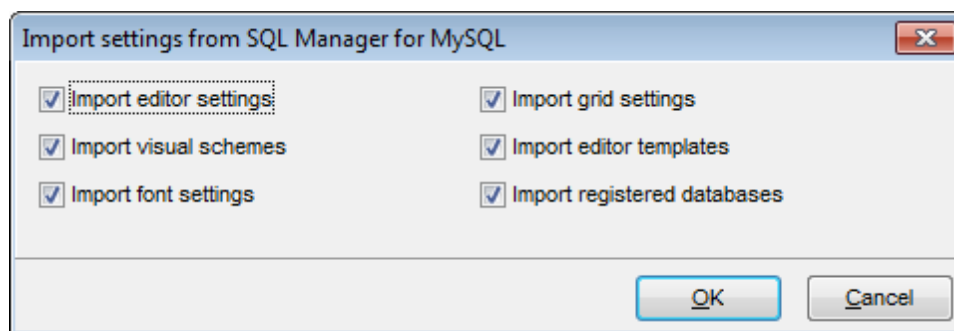 Import settings from SQL Manager for MySQL
Import editor settings
Import grid settings
Import visual schemes
Import editor templates
Import font settings
Import registered databases
OK
Cancel